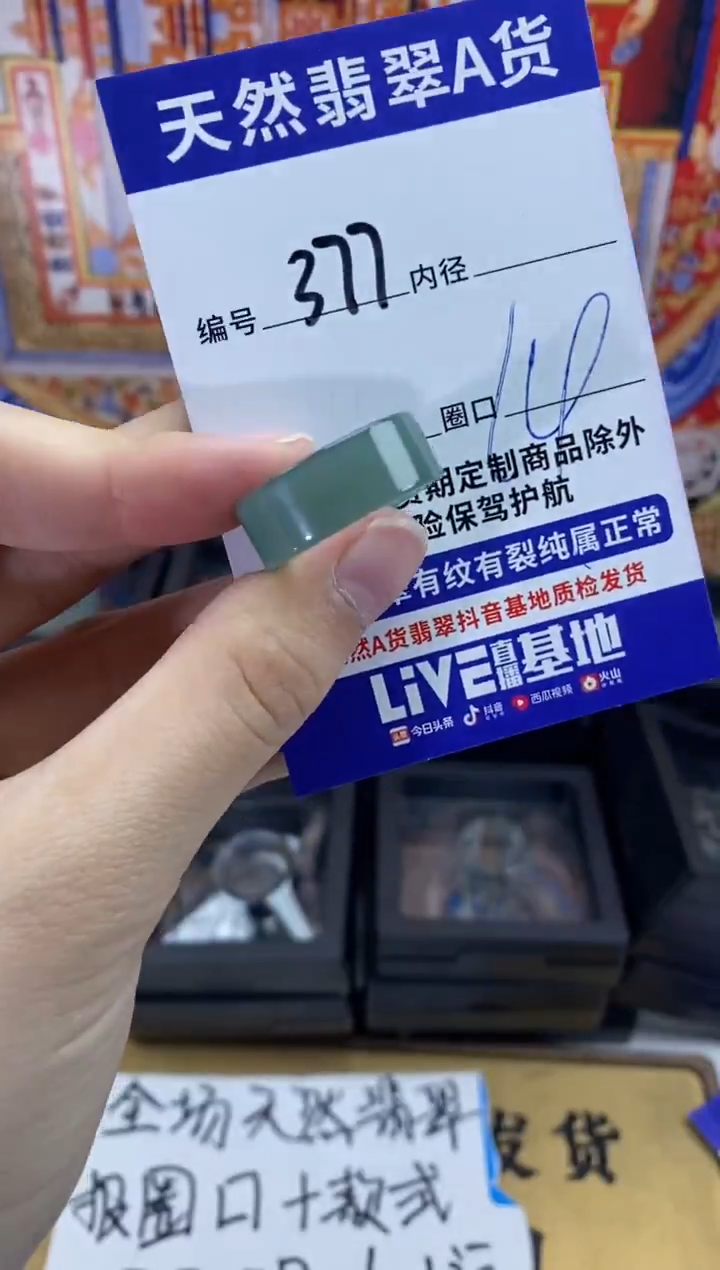 天然翡翠A货
编号 377 内径
圈口 14
货期定制商品除外
险保驾护航
有纹有裂纯属正常
然A货翡翠抖音基地质检发货
LiVE直播基地
头条 今日头条 抖音 西瓜视频 火山
全场天然翡翠
发货
报圈口+款式